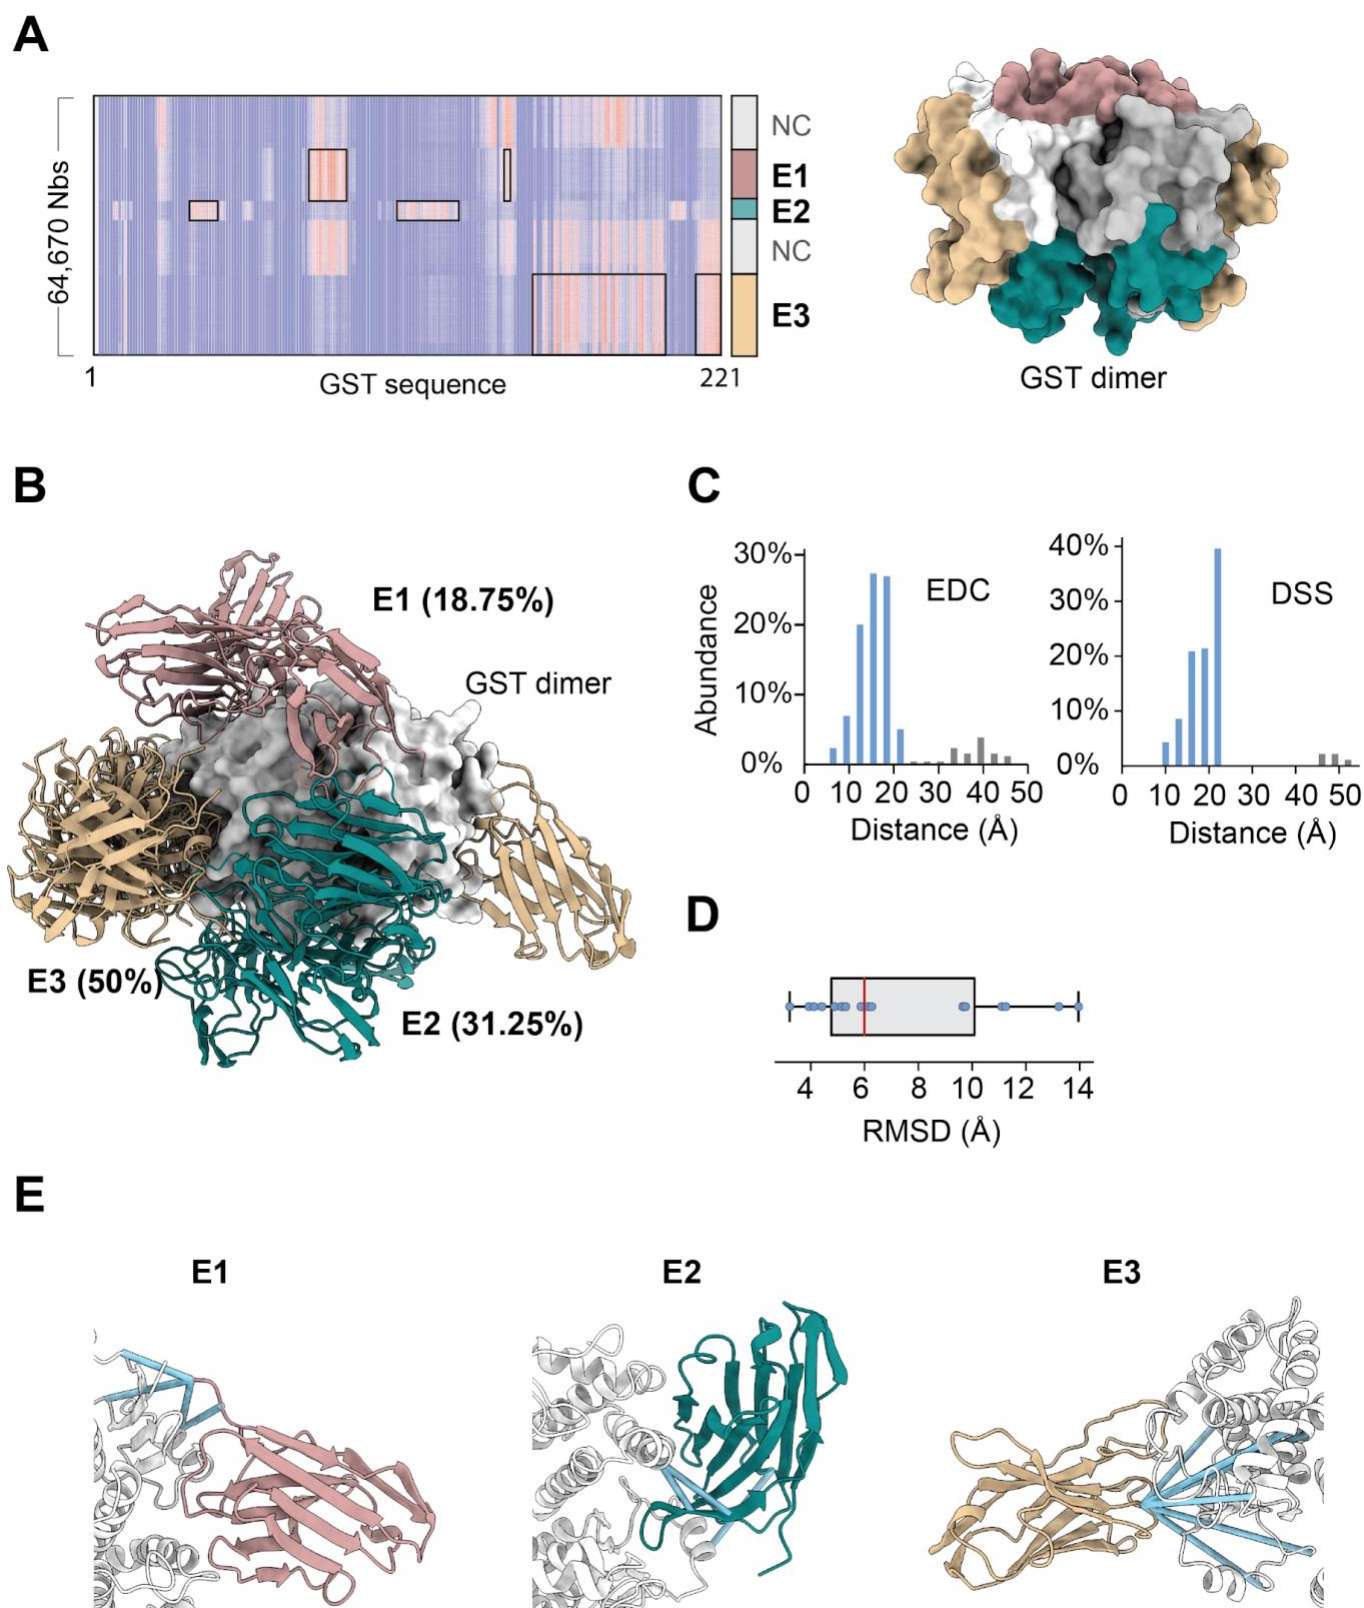 A
64,670 Nbs
NC
E1
E2
NC
E3
1
GST sequence
221
GST dimer
B
E1 (18.75%)
GST dimer
E3 (50%)
E2 (31.25%)
C
Abundance
30%
20%
10%
0%
EDC
0 10 20 30 40 50
Distance (Å)
40%
30%
20%
10%
0%
DSS
0 10 20 30 40 50
Distance (Å)
D
4 6 8 10 12 14
RMSD (Å)
E
E1
E2
E3